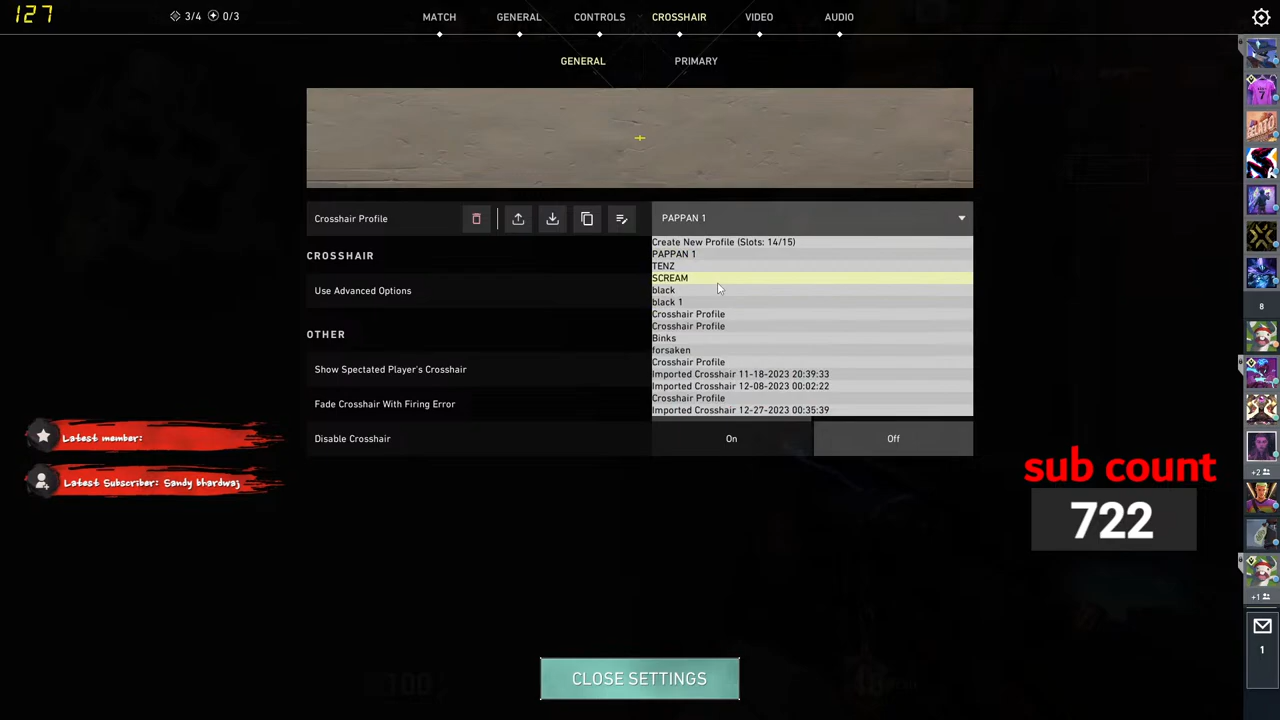 127
3/4
0/3
MATCH
GENERAL
CONTROLS
CROSSHAIR
VIDEO
AUDIO
GENERAL
PRIMARY
Crosshair Profile
PAPPAN 1
Create New Profile (Slots: 14/15)
PAPPAN 1
TENZ
SCREAM
black
black 1
Crosshair Profile
Crosshair Profile
Binks
forsaken
Crosshair Profile
Imported Crosshair 11-18-2023 20:39:33
Imported Crosshair 12-08-2023 00:02:22
Crosshair Profile
Imported Crosshair 12-27-2023 00:35:39
CROSSHAIR
Use Advanced Options
OTHER
Show Spectated Player's Crosshair
Fade Crosshair With Firing Error
Disable Crosshair
On
Off
Latest member:
Latest Subscriber: Sandy bhardwaj
sub count
722
8
+2
+1
1
CLOSE SETTINGS
100